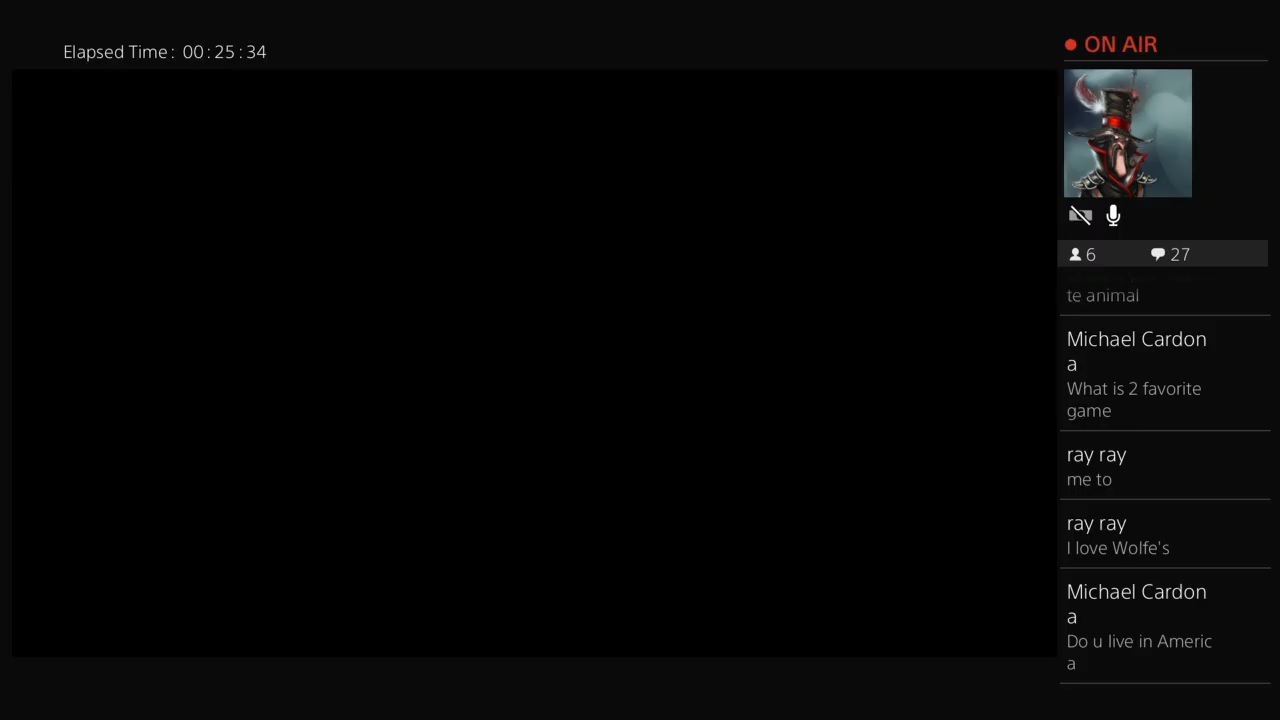 Elapsed Time: 00:25:34
ON AIR
6 27
te animal
Michael Cardon
a
What is 2 favorite
game
ray ray
me to
ray ray
I love Wolfe's
Michael Cardon
a
Do u live in Americ
a